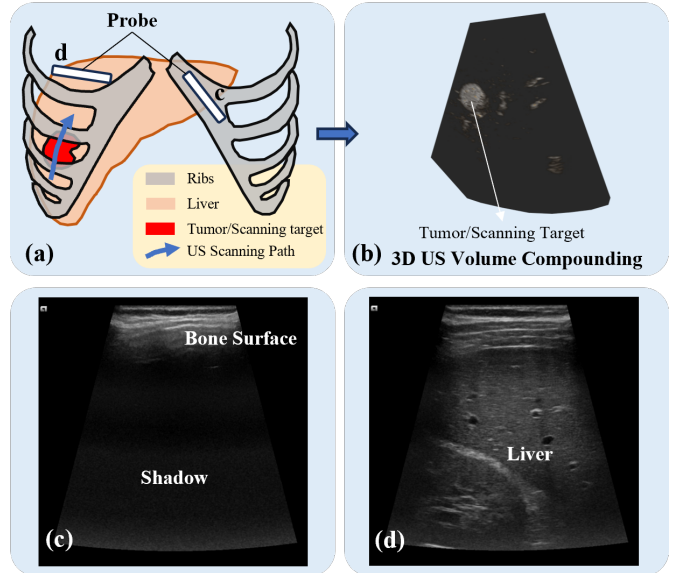 Probe
d
c
Ribs
Liver
Tumor/Scanning target
US Scanning Path
(a)
Tumor/Scanning Target
(b) 3D US Volume Compounding
Bone Surface
Shadow
(c)
Liver
(d)